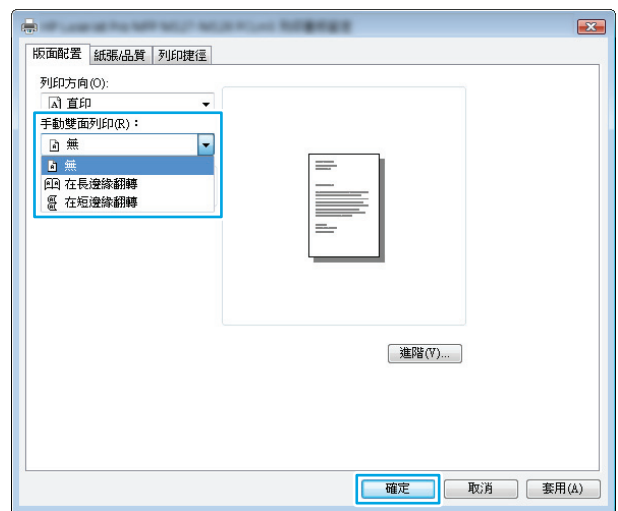 版面配置 紙張/品質 列印捷徑
列印方向(O):
直印
手動雙面列印(R)：
無
無
在長邊緣翻轉
在短邊緣翻轉
進階(V)...
確定 取消 套用(A)